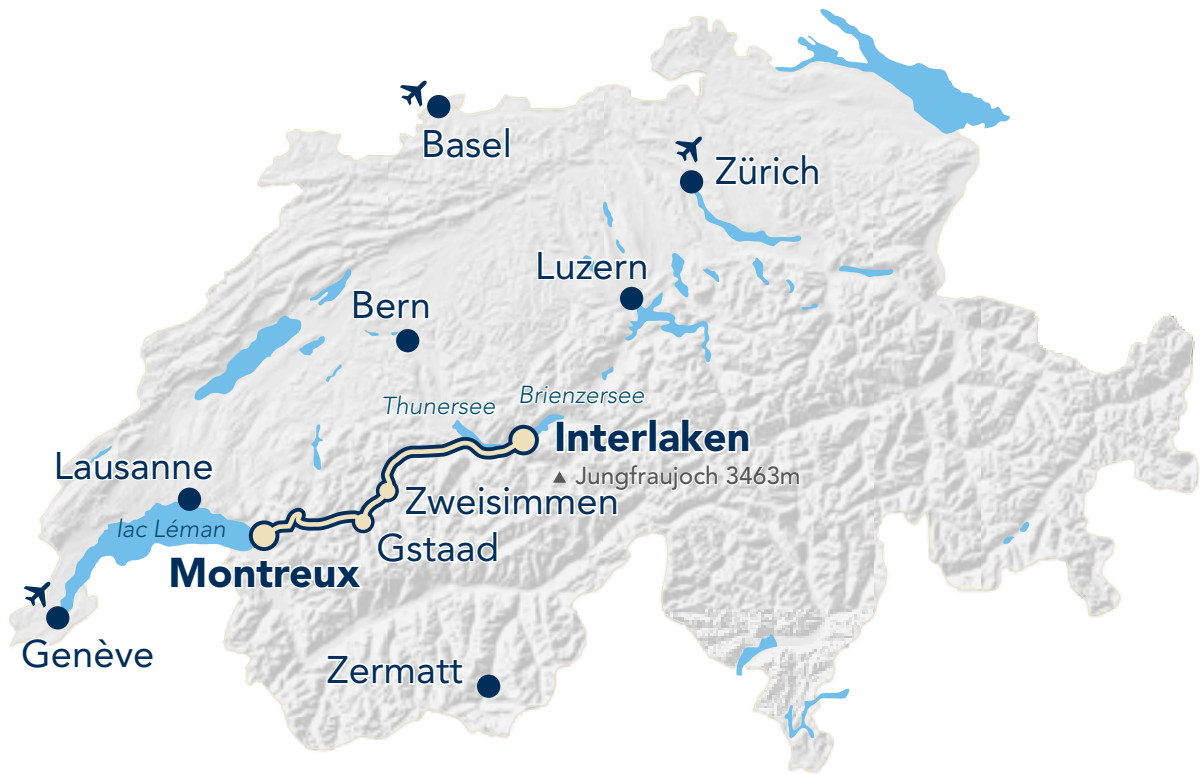 Basel
Zürich
Luzern
Bern
Brienzersee
Thunersee
Interlaken
Lausanne
▲ Jungfraujoch 3463m
Zweisimmen
lac Léman
Gstaad
Montreux
Genève
Zermatt